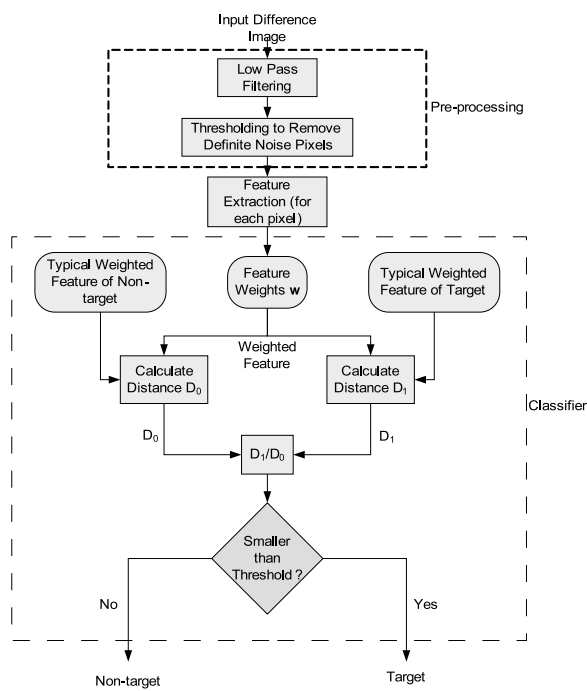 Input Difference
Image
Low Pass
Filtering
Pre-processing
Thresholding to Remove
Definite Noise Pixels
Feature
Extraction (for
each pixel)
Typical Weighted
Feature of Non-
target
Feature
Weights w
Typical Weighted
Feature of Target
Weighted
Feature
Calculate
Distance D₀
Calculate
Distance D₁
Classifier
D₀
D₁
D₁/D₀
Smaller
than
Threshold ?
No
Yes
Non-target
Target